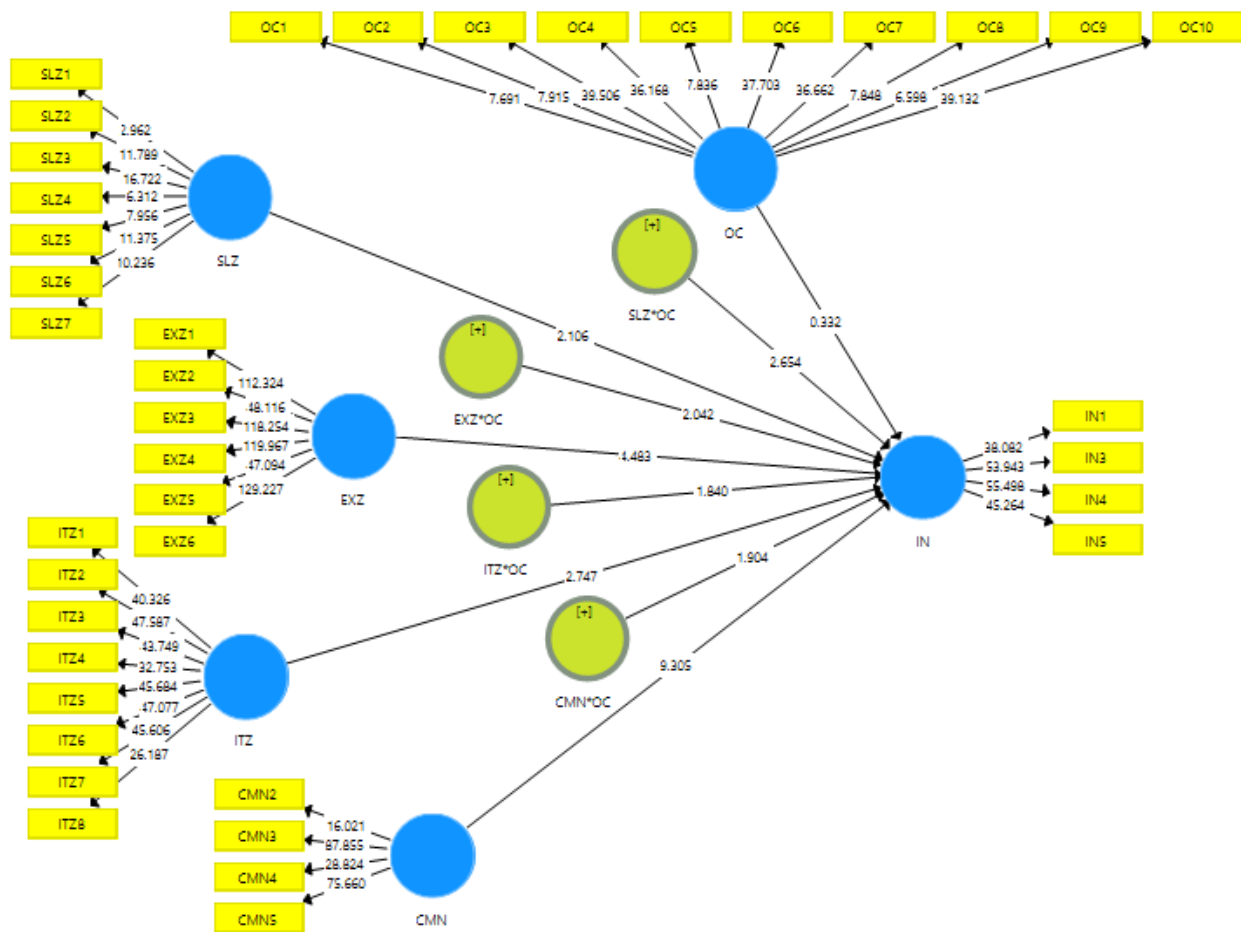 OC1
OC2
OC3
OC4
OC5
OC6
OC7
OC8
OC9
OC10
7.691
7.915
39.506
36.168
7.836
37.703
36.662
7.848
6.598
39.132
OC
SLZ1
SLZ2
SLZ3
SLZ4
SLZ5
SLZ6
SLZ7
2.962
11.789
16.722
6.312
7.956
11.375
10.236
SLZ
[+]
SLZ*OC
0.332
2.106
2.654
EXZ1
EXZ2
EXZ3
EXZ4
EXZ5
EXZ6
112.324
48.116
118.254
119.967
47.094
129.227
EXZ
[+]
EXZ*OC
2.042
4.483
[+]
ITZ*OC
1.840
IN1
IN3
IN4
IN5
38.082
53.943
55.498
45.264
IN
ITZ1
ITZ2
ITZ3
ITZ4
ITZ5
ITZ6
ITZ7
ITZ8
40.326
47.587
43.749
32.753
45.684
47.077
45.606
26.187
ITZ
2.747
1.904
[+]
CMN*OC
9.305
CMN2
CMN3
CMN4
CMN5
16.021
87.855
28.824
75.660
CMN